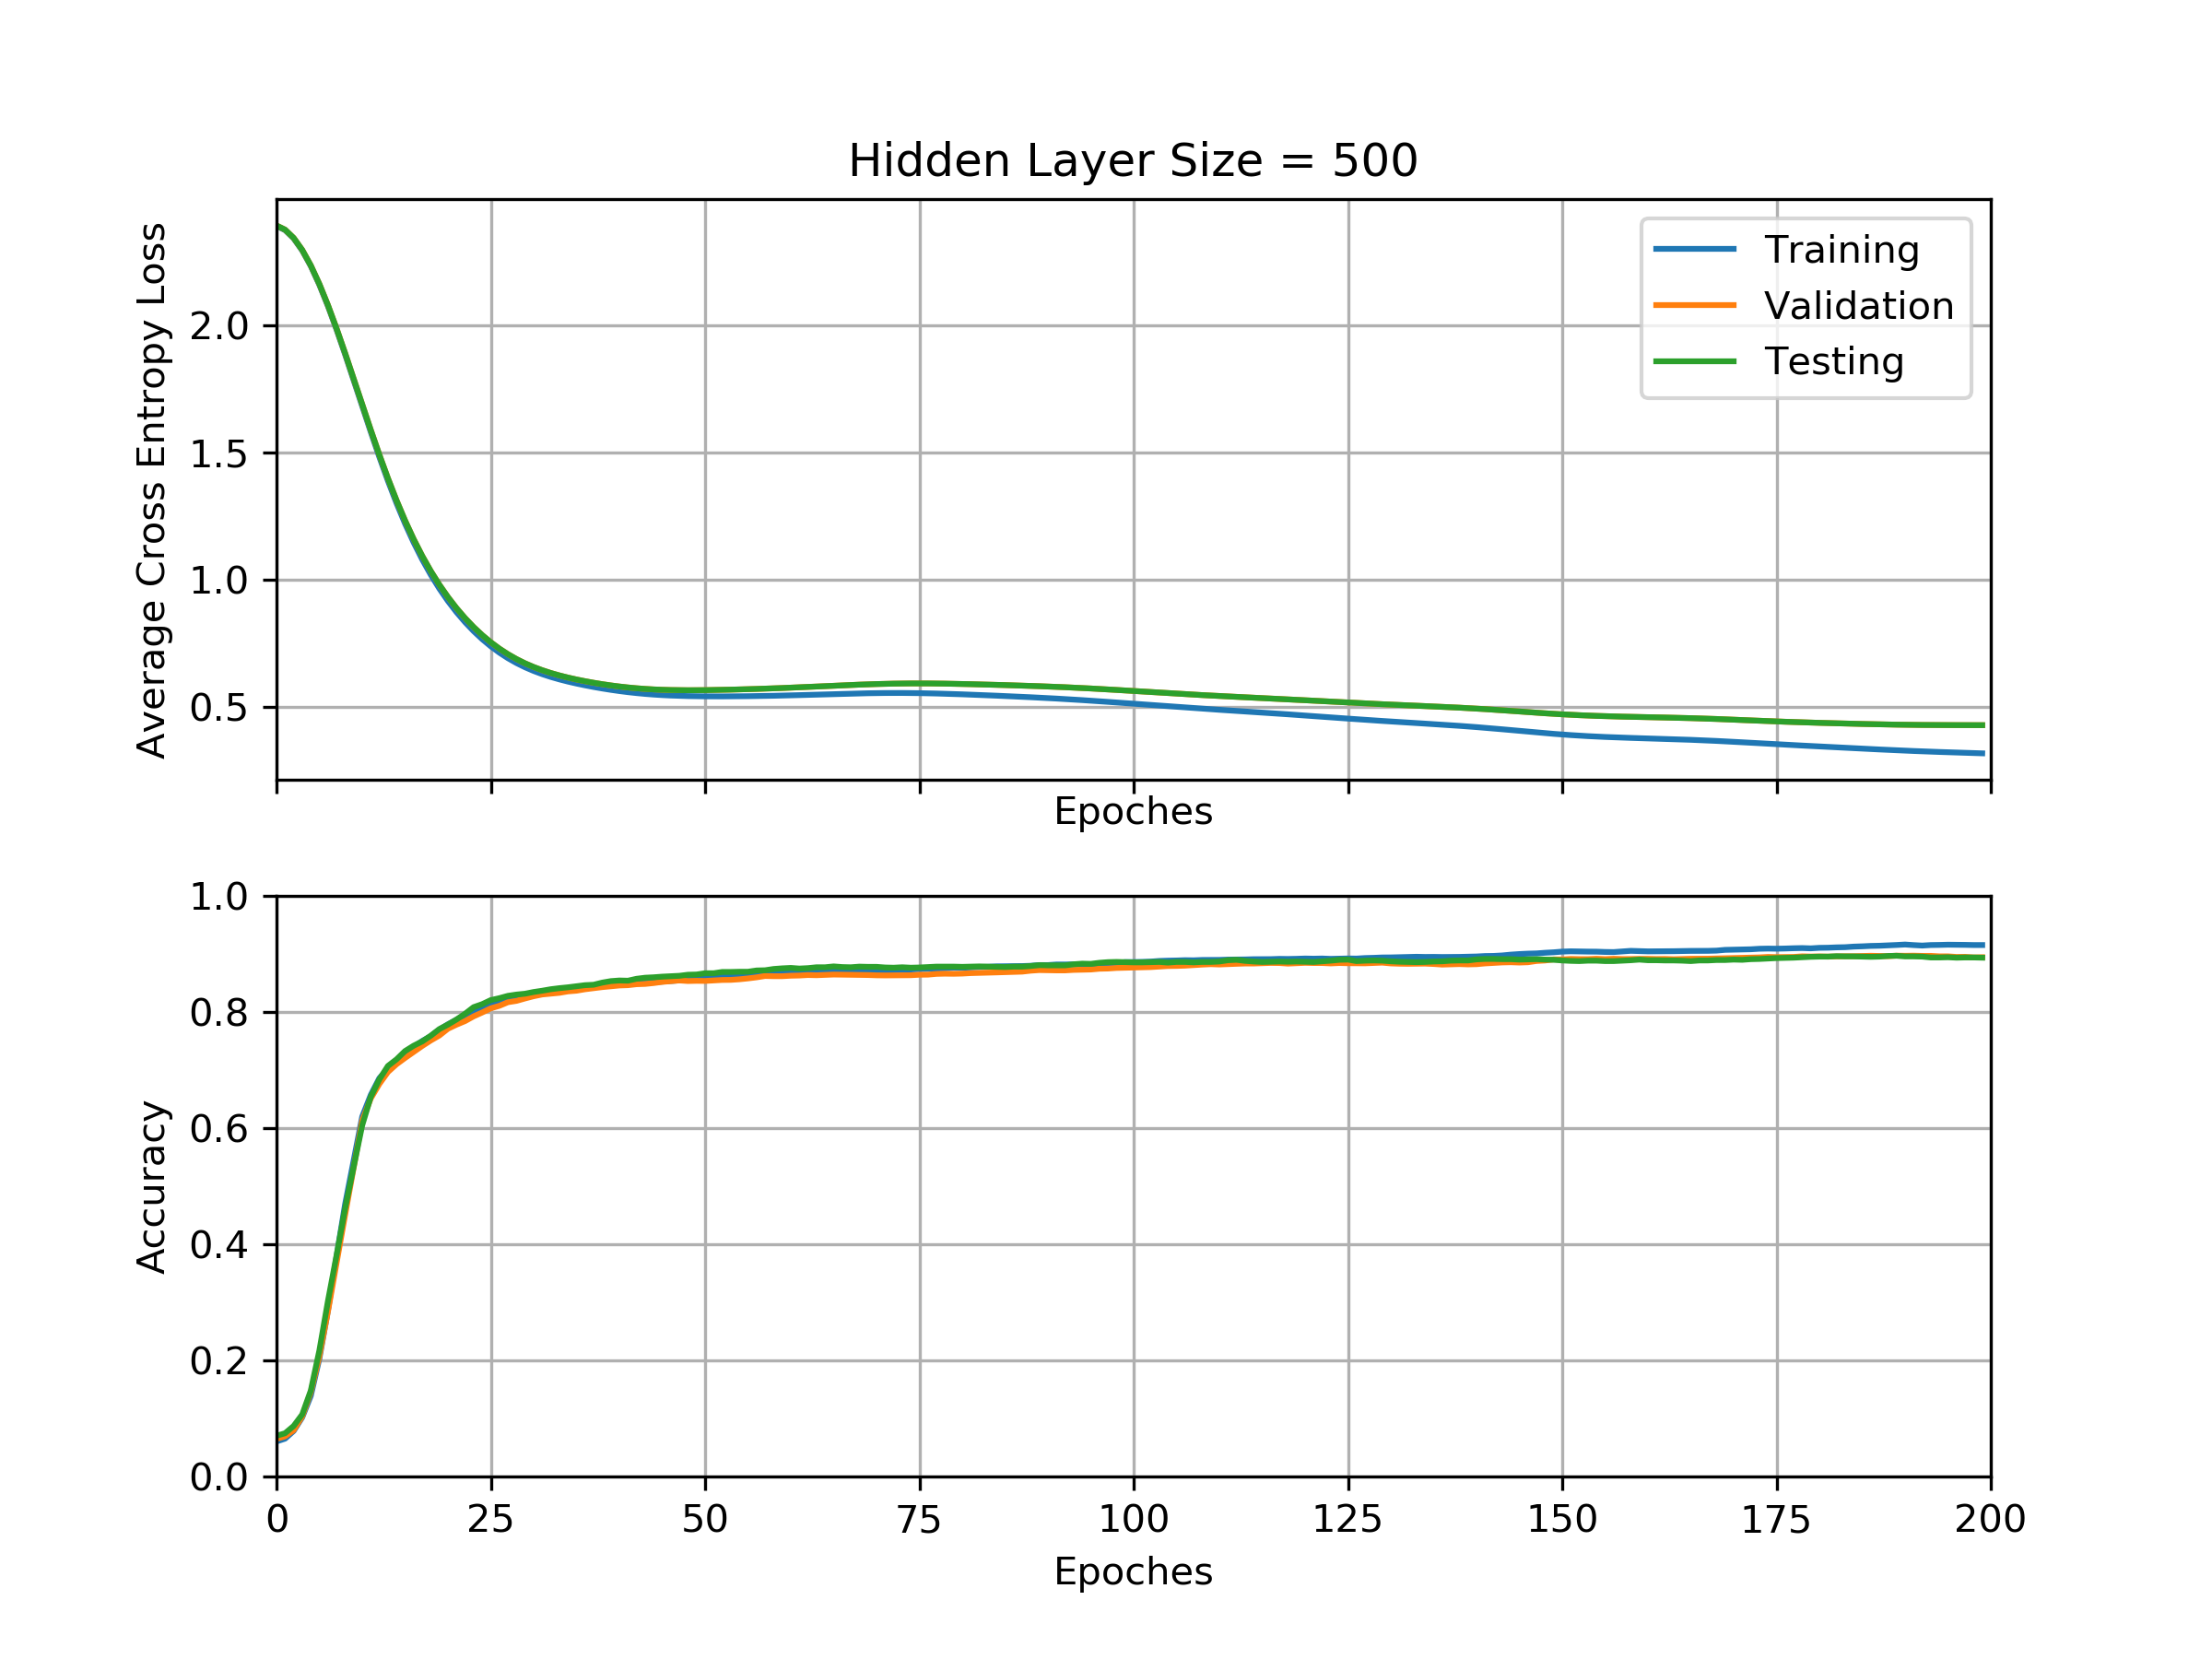 Hidden Layer Size = 500
Average Cross Entropy Loss
2.0
1.5
1.0
0.5
Training
Validation
Testing
Epoches
Accuracy
1.0
0.8
0.6
0.4
0.2
0.0
0 25 50 75 100 125 150 175 200
Epoches